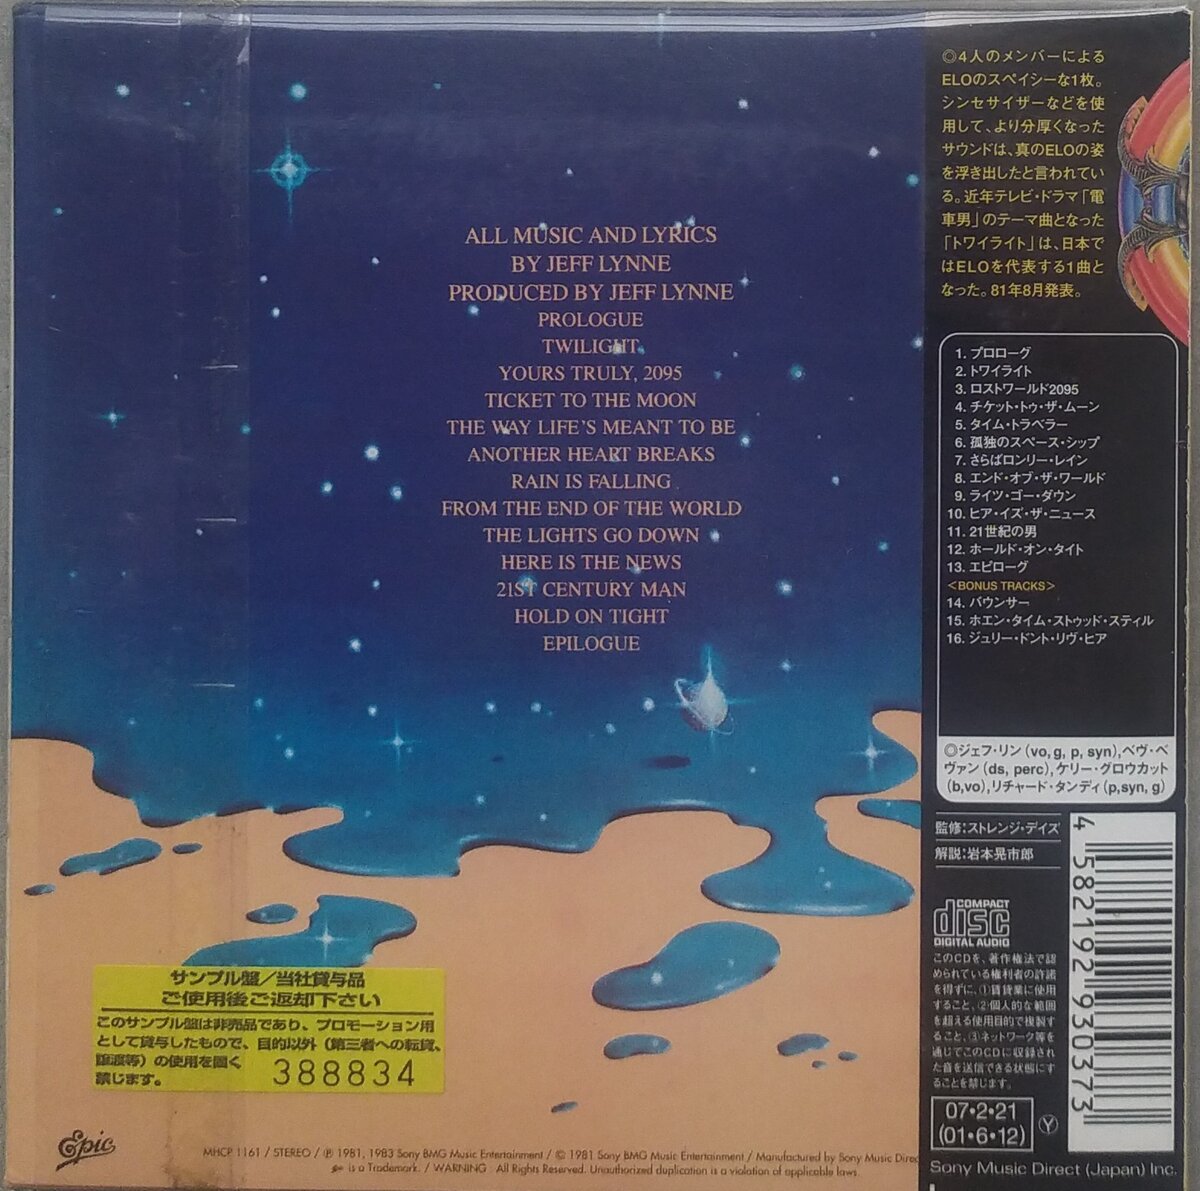 ALL MUSIC AND LYRICS
BY JEFF LYNNE
PRODUCED BY JEFF LYNNE
PROLOGUE
TWILIGHT
YOURS TRULY, 2095
TICKET TO THE MOON
THE WAY LIFE'S MEANT TO BE
ANOTHER HEART BREAKS
RAIN IS FALLING
FROM THE END OF THE WORLD
THE LIGHTS GO DOWN
HERE IS THE NEWS
21ST CENTURY MAN
HOLD ON TIGHT
EPILOGUE
サンプル盤/当社貸与品
ご使用後ご返却下さい
このサンプル盤は非売品であり、プロモーション用
として貸与したもので、目的以外(第三者への転貸、
譲渡等)の使用を固く
禁じます。
388834
Epic
MHCP 1161 / STEREO / ℗ 1981, 1983 Sony BMG Music Entertainment / © 1981 Sony BMG Music Entertainment / Manufactured by Sony Music Direc
is a Trademark. / WARNING : All Rights Reserved. Unauthorized duplication is a violation of applicable laws.
◎4人のメンバーによる
ELOのスペイシーな1枚。
シンセサイザーなどを使
用して、より分厚くなった
サウンドは、真のELOの姿
を浮き出したと言われてい
る。近年テレビ・ドラマ「電
車男」のテーマ曲となった
「トワイライト」は、日本で
はELOを代表する1曲と
なった。81年8月発表。
1. プロローグ
2. トワイライト
3. ロストワールド2095
4. チケット・トゥ・ザ・ムーン
5. タイム・トラベラー
6. 孤独のスペース・シップ
7. さらばロンリー・レイン
8. エンド・オブ・ザ・ワールド
9. ライツ・ゴー・ダウン
10. ヒア・イズ・ザ・ニュース
11. 21世紀の男
12. ホールド・オン・タイト
13. エピローグ
<BONUS TRACKS>
14. バウンサー
15. ホエン・タイム・ストゥッド・スティル
16. ジュリー・ドント・リヴ・ヒア
◎ジェフ・リン(vo, g, p, syn),ベヴ・ベ
ヴァン(ds, perc),ケリー・グロウカット
(b,vo),リチャード・タンディ(p,syn, g)
監修:ストレンジ・デイズ
解説:岩本晃市郎
COMPACT
disc
DIGITAL AUDIO
このCDを、著作権法で認
められている権利者の許諾
を得ずに、①賃貸業に使用
すること、②個人的な範囲
を超える使用目的で複製す
ること、③ネットワーク等を
通じてこのCDに収録され
た音を送信できる状態にす
ることを禁じます。
07・2・21
(01・6・12)
Y
4 582192 930373
Sony Music Direct (Japan) Inc.